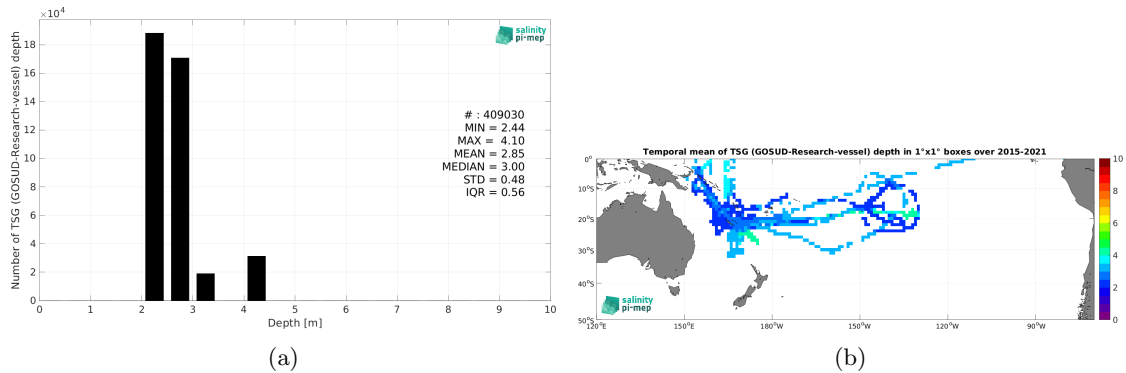 ×10⁴
Number of TSG (GOSUD-Research-vessel) depth
18
16
14
12
10
8
6
4
2
0
0 1 2 3 4 5 6 7 8 9 10
Depth [m]
salinity
pi-mep
# : 409030
MIN = 2.44
MAX = 4.10
MEAN = 2.85
MEDIAN = 3.00
STD = 0.48
IQR = 0.56
(a)
Temporal mean of TSG (GOSUD-Research-vessel) depth in 1°x1° boxes over 2015-2021
0°
10°S
20°S
30°S
40°S
50°S
120°E 150°E 180°W 150°W 120°W 90°W
salinity
pi-mep
10
8
6
4
2
0
(b)